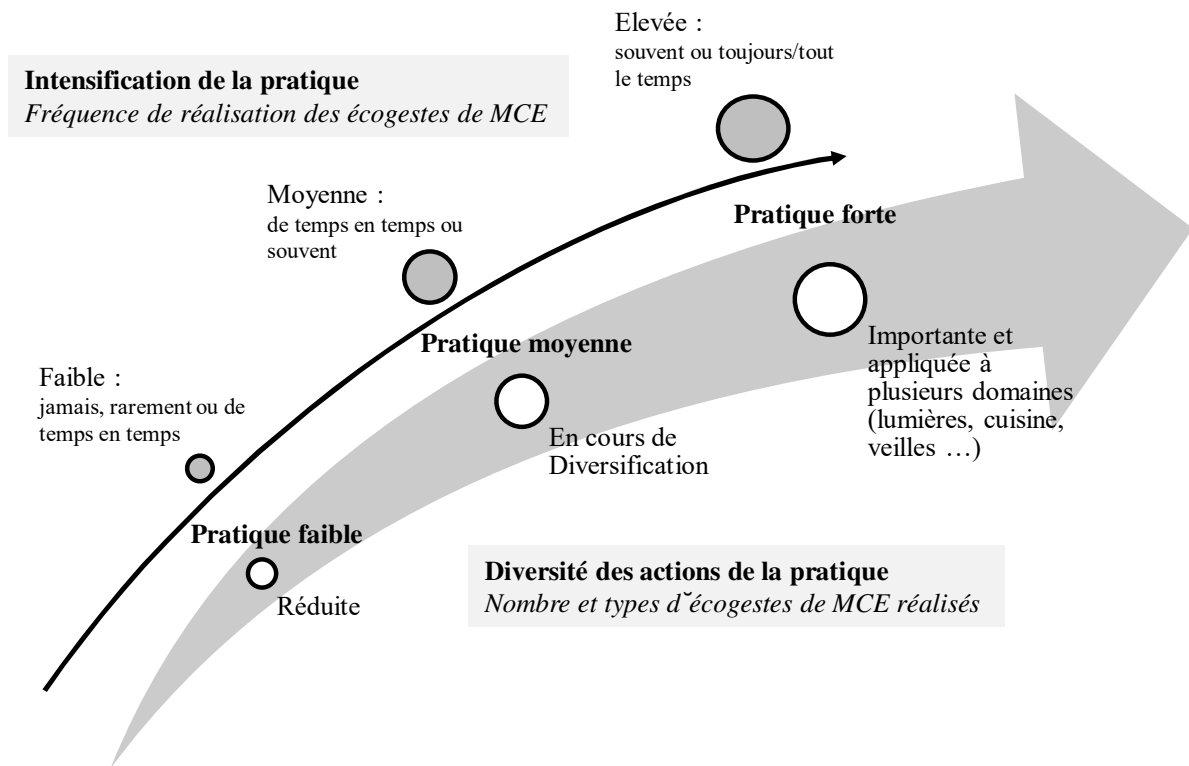 Elevée :
souvent ou toujours/tout
le temps
Intensification de la pratique
Fréquence de réalisation des écogestes de MCE
Moyenne :
de temps en temps ou
souvent
Pratique forte
Importante et
appliquée à
plusieurs domaines
(lumières, cuisine,
veilles …)
Pratique moyenne
En cours de
Diversification
Faible :
jamais, rarement ou de
temps en temps
Pratique faible
Réduite
Diversité des actions de la pratique
Nombre et types d˘écogestes de MCE réalisés